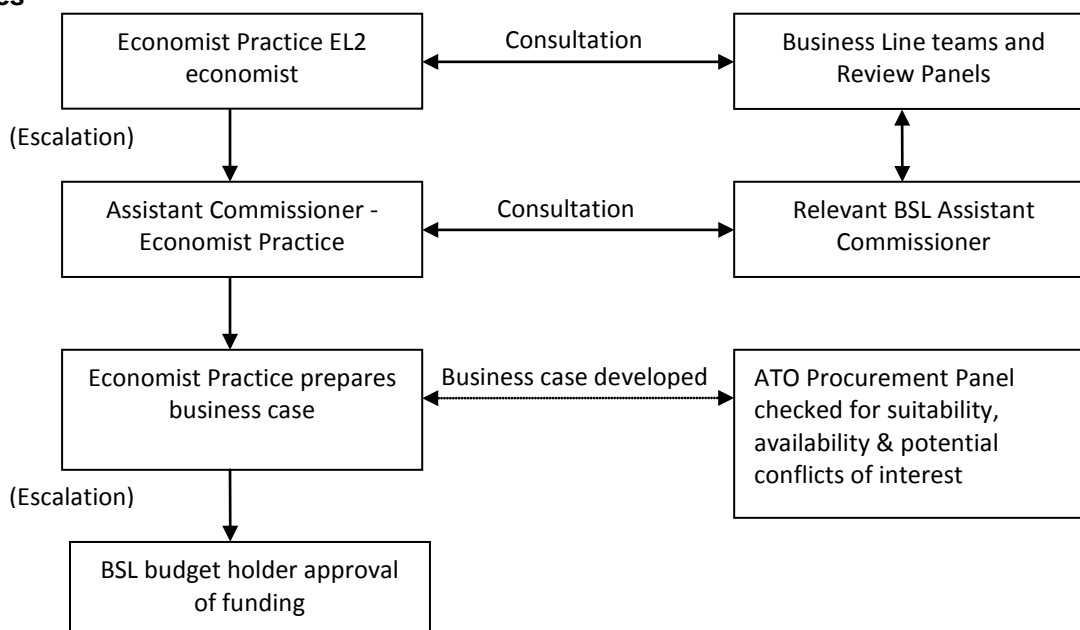 Economist Practice EL2
economist
Consultation
Business Line teams and
Review Panels
(Escalation)
Assistant Commissioner -
Economist Practice
Consultation
Relevant BSL Assistant
Commissioner
Economist Practice prepares
business case
Business case developed
ATO Procurement Panel
checked for suitability,
availability & potential
conflicts of interest
(Escalation)
BSL budget holder approval
of funding